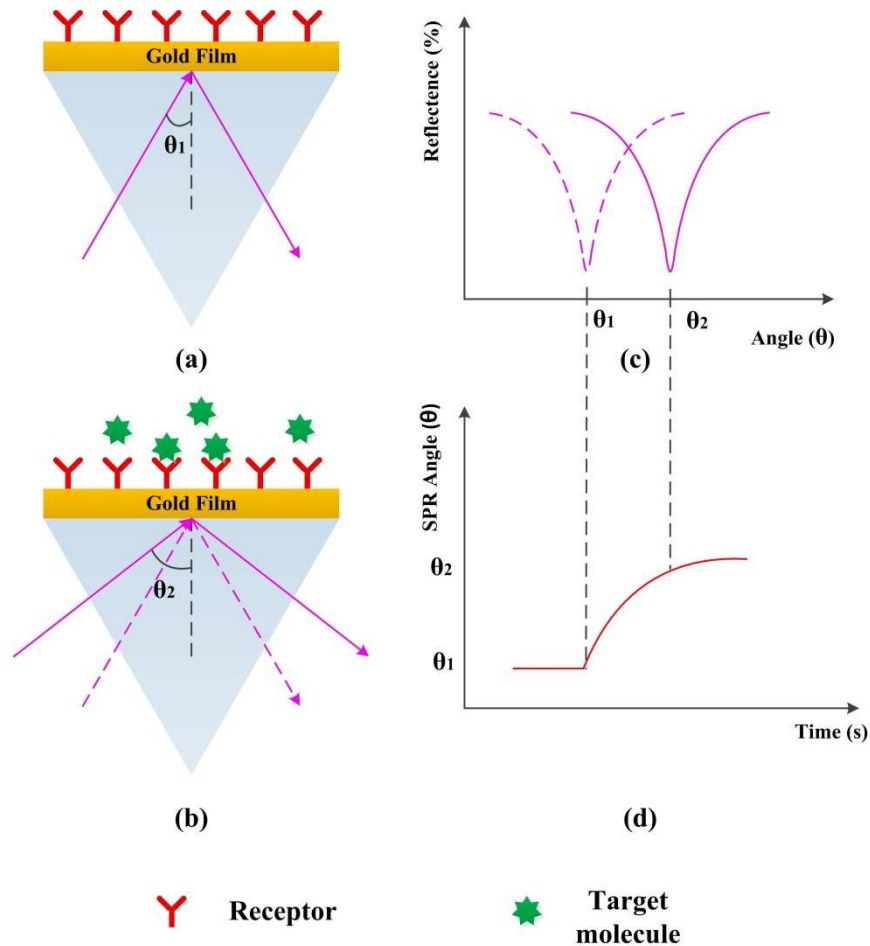 Gold Film
θ1
(a)
Gold Film
θ2
(b)
Reflectence (%)
θ1
θ2
Angle (θ)
(c)
SPR Angle (θ)
θ2
θ1
Time (s)
(d)
Receptor
Target
molecule